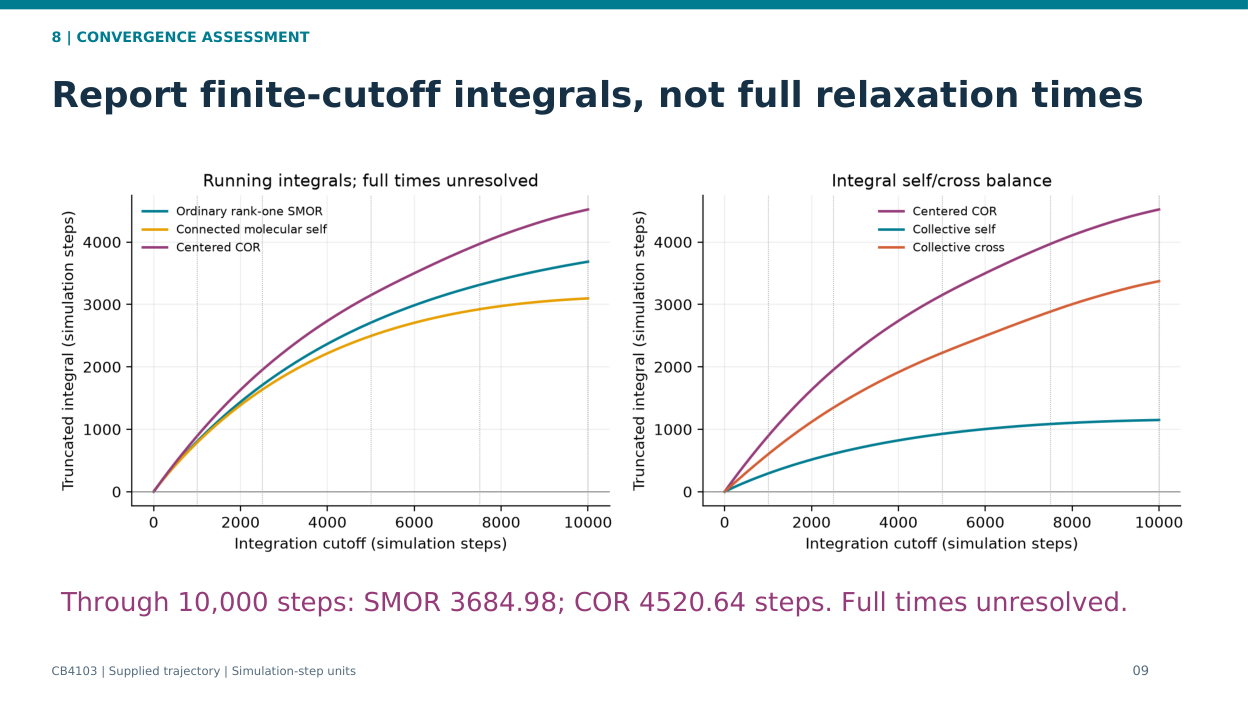 8 | CONVERGENCE ASSESSMENT
Report finite-cutoff integrals, not full relaxation times
Running integrals; full times unresolved
Ordinary rank-one SMOR
Connected molecular self
Centered COR
Truncated integral (simulation steps)
4000
3000
2000
1000
0
0 2000 4000 6000 8000 10000
Integration cutoff (simulation steps)
Integral self/cross balance
Centered COR
Collective self
Collective cross
Truncated integral (simulation steps)
4000
3000
2000
1000
0
0 2000 4000 6000 8000 10000
Integration cutoff (simulation steps)
Through 10,000 steps: SMOR 3684.98; COR 4520.64 steps. Full times unresolved.
CB4103 | Supplied trajectory | Simulation-step units
09